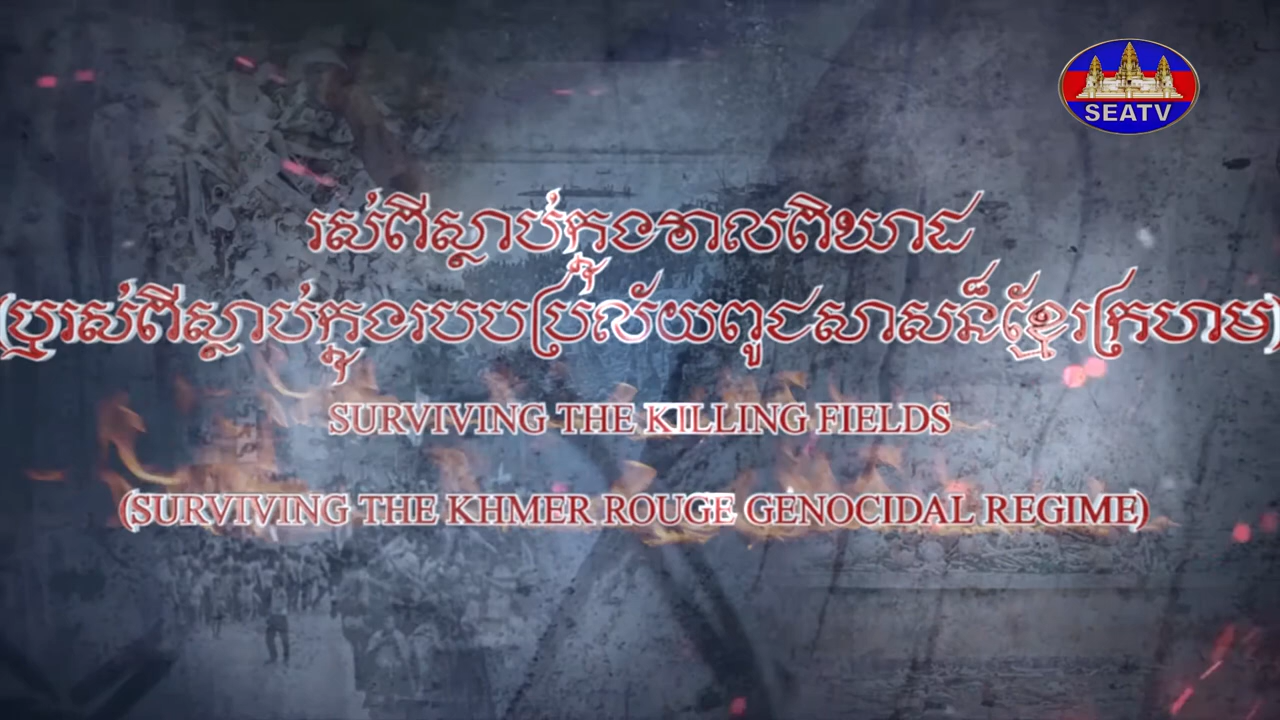 SEATV
រស់ពីស្លាប់ក្នុងវាលពិឃាដ
(ឬរស់ពីស្លាប់ក្នុងរបបប្រល័យពូជសាសន៍ខ្មែរក្រហម)
SURVIVING THE KILLING FIELDS
(SURVIVING THE KHMER ROUGE GENOCIDAL REGIME)